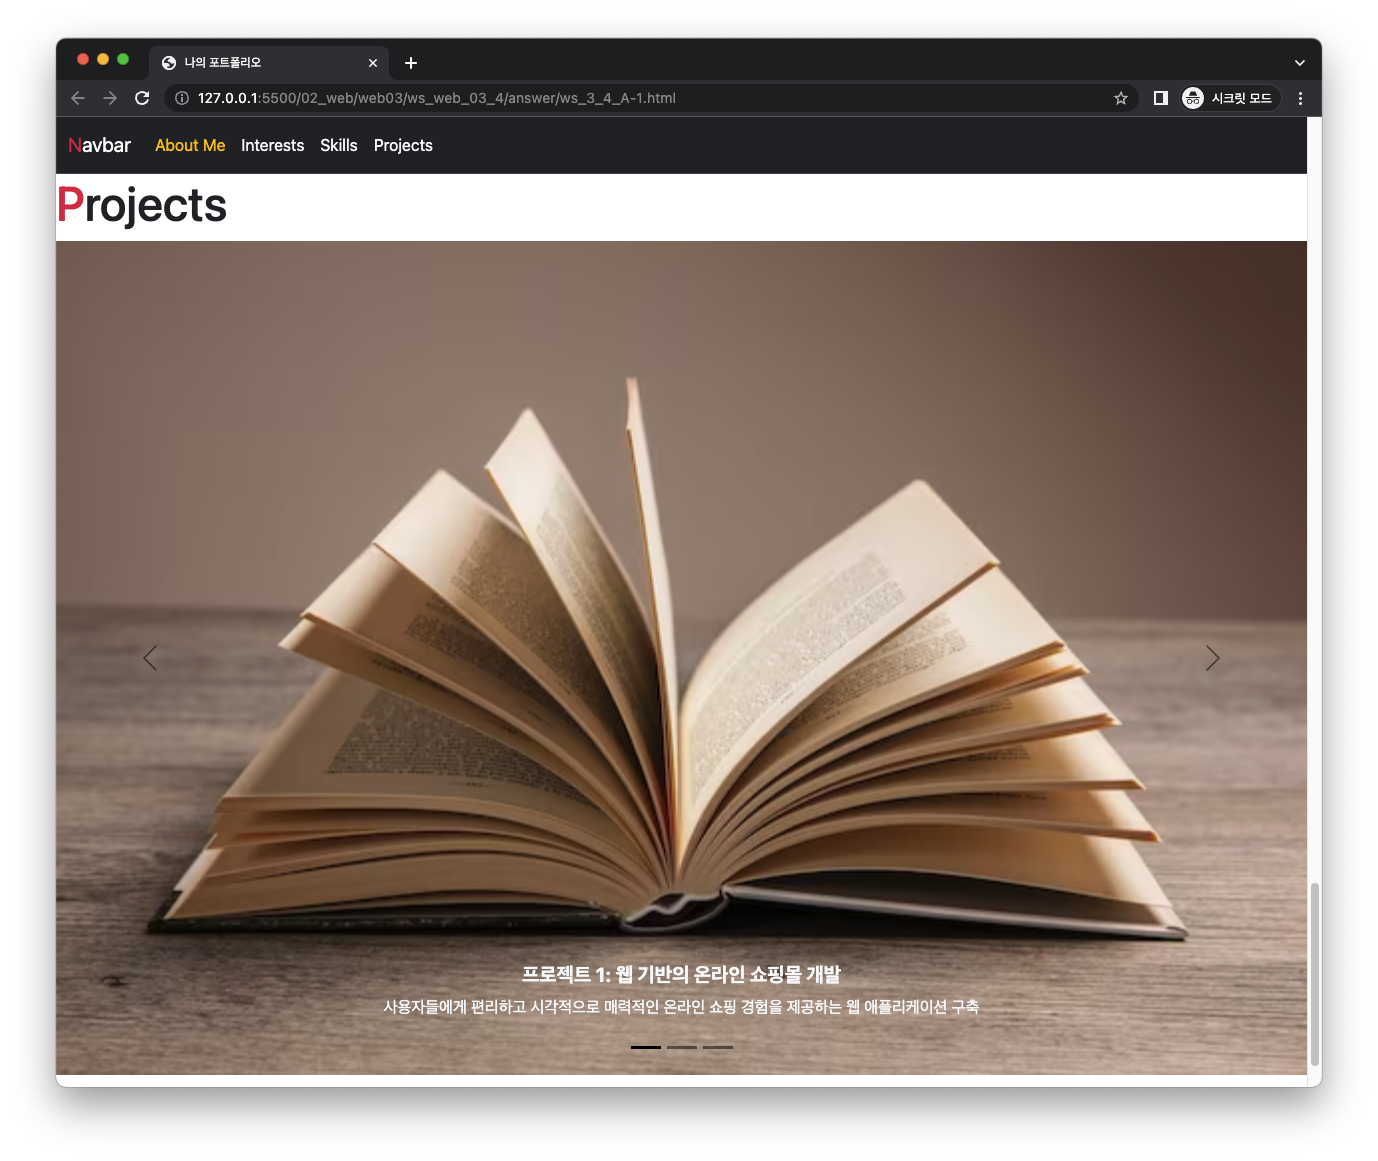 나의 포트폴리오
127.0.0.1:5500/02_web/web03/ws_web_03_4/answer/ws_3_4_A-1.html
시크릿 모드
Navbar About Me Interests Skills Projects
Projects
프로젝트 1: 웹 기반의 온라인 쇼핑몰 개발
사용자들에게 편리하고 시각적으로 매력적인 온라인 쇼핑 경험을 제공하는 웹 애플리케이션 구축